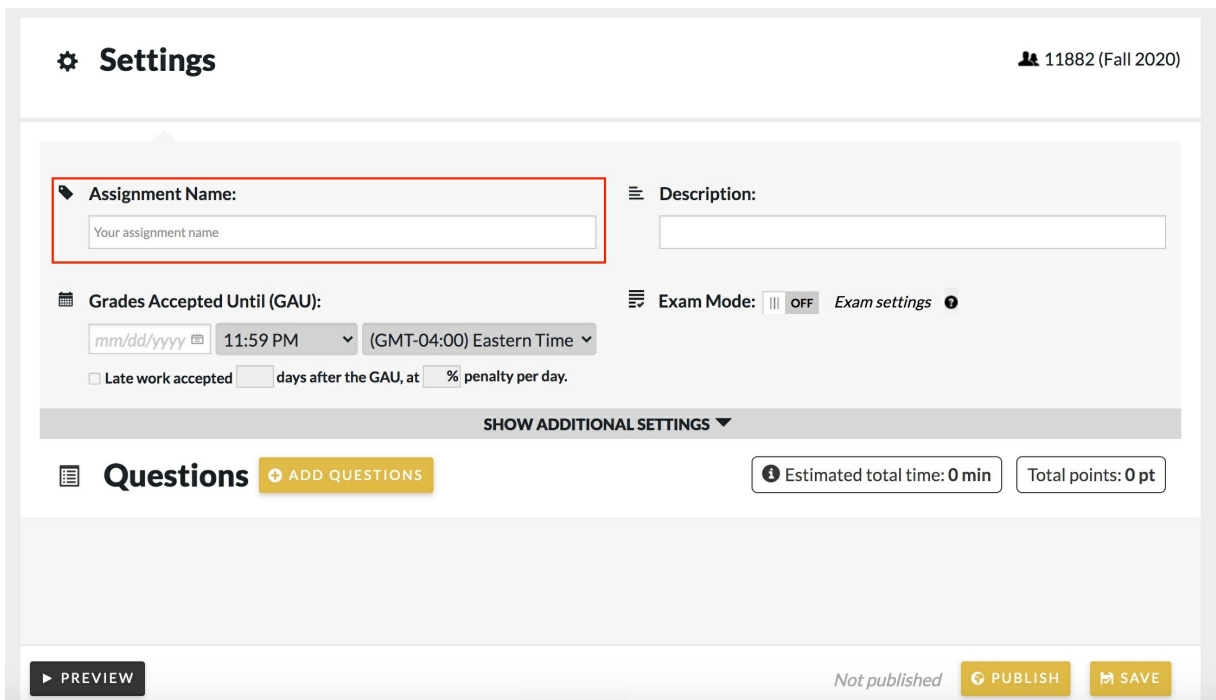 Settings
11882 (Fall 2020)
Assignment Name:
Your assignment name
Description:
Grades Accepted Until (GAU):
mm/dd/yyyy 11:59 PM (GMT-04:00) Eastern Time
Late work accepted days after the GAU, at % penalty per day.
Exam Mode: OFF Exam settings ?
SHOW ADDITIONAL SETTINGS
Questions ADD QUESTIONS
Estimated total time: 0 min Total points: 0 pt
PREVIEW
Not published PUBLISH SAVE